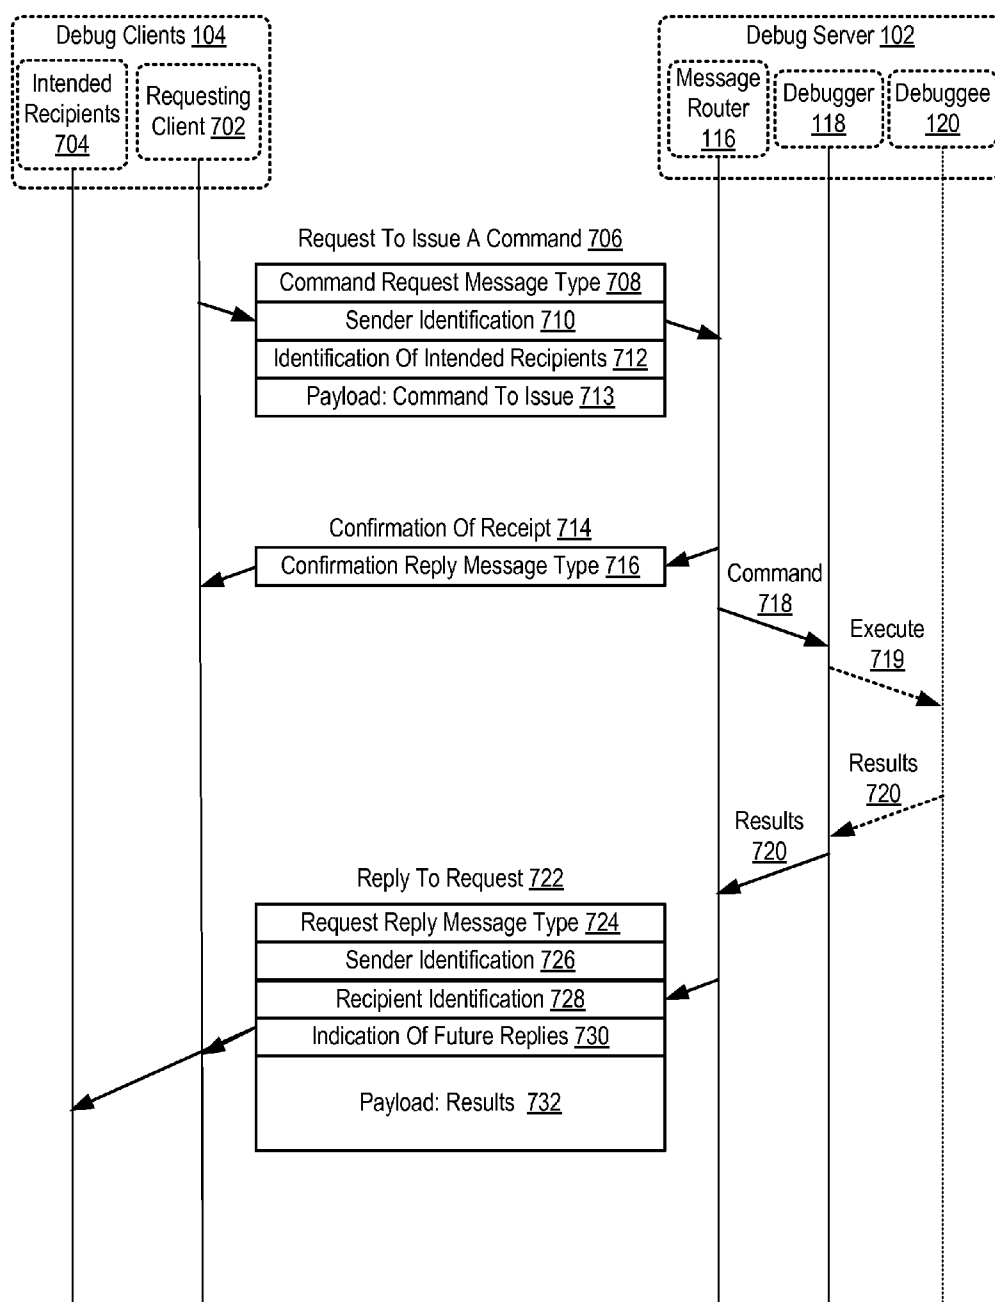 Debug Clients 104
Intended
Recipients
704
Requesting
Client 702
Debug Server 102
Message
Router
116
Debugger
118
Debuggee
120
Request To Issue A Command 706
Command Request Message Type 708
Sender Identification 710
Identification Of Intended Recipients 712
Payload: Command To Issue 713
Confirmation Of Receipt 714
Confirmation Reply Message Type 716
Command
718
Execute
719
Results
720
Results
720
Reply To Request 722
Request Reply Message Type 724
Sender Identification 726
Recipient Identification 728
Indication Of Future Replies 730
Payload: Results 732